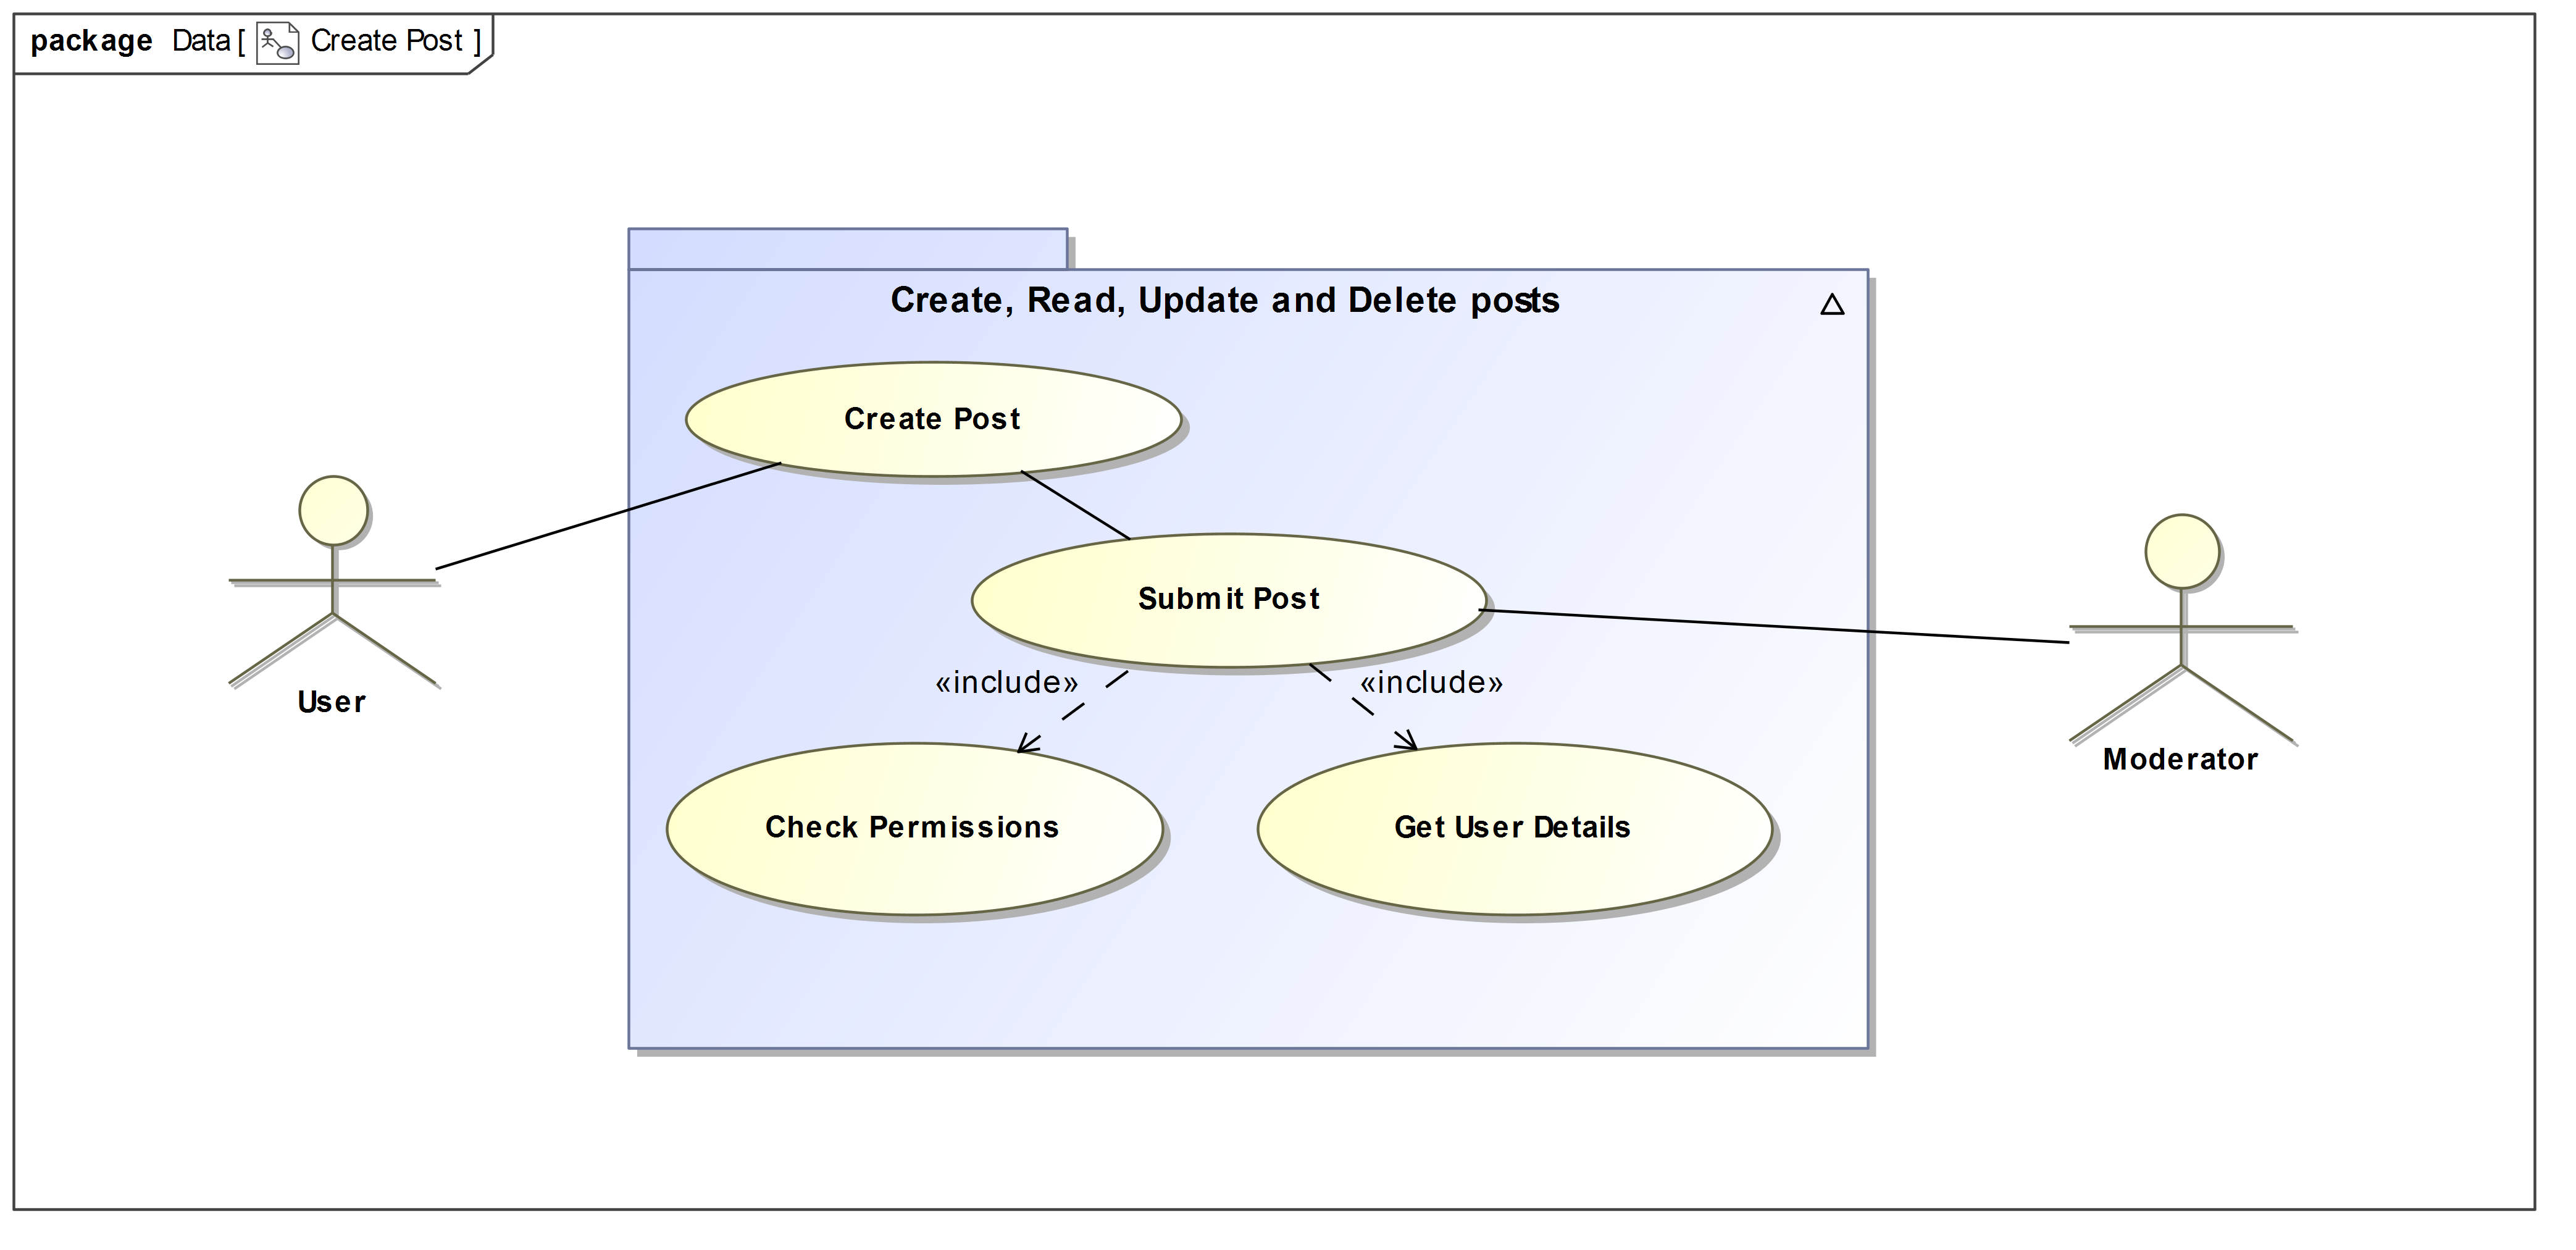 package Data [ Create Post ]
Create, Read, Update and Delete posts
Create Post
Submit Post
«include» «include»
User
Moderator
Check Permissions
Get User Details